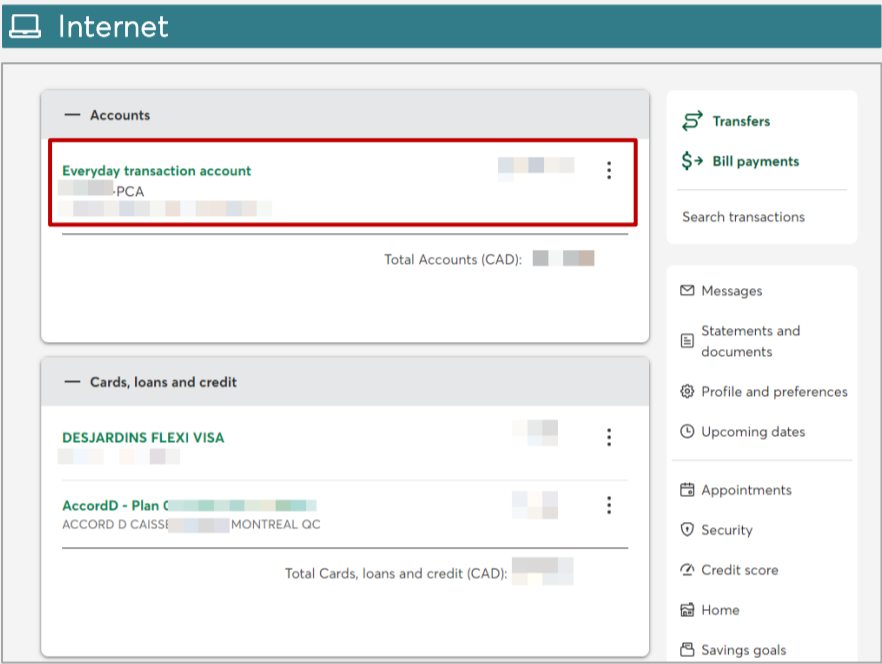 Internet
Accounts
Everyday transaction account
-PCA
Total Accounts (CAD):
Cards, loans and credit
DESJARDINS FLEXI VISA
AccordD - Plan
ACCORD D CAISSE MONTREAL QC
Total Cards, loans and credit (CAD):
Transfers
Bill payments
Search transactions
Messages
Statements and
documents
Profile and preferences
Upcoming dates
Appointments
Security
Credit score
Home
Savings goals